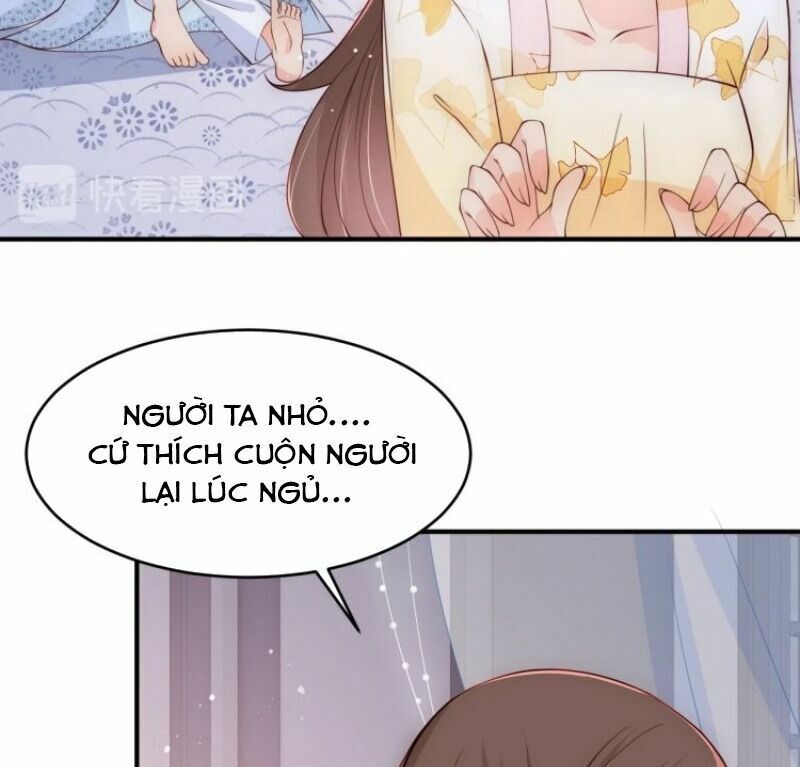 快看漫画
NGƯỜI TA NHỎ....
CỨ THÍCH CUỘN NGƯỜI
LẠI LÚC NGỦ...